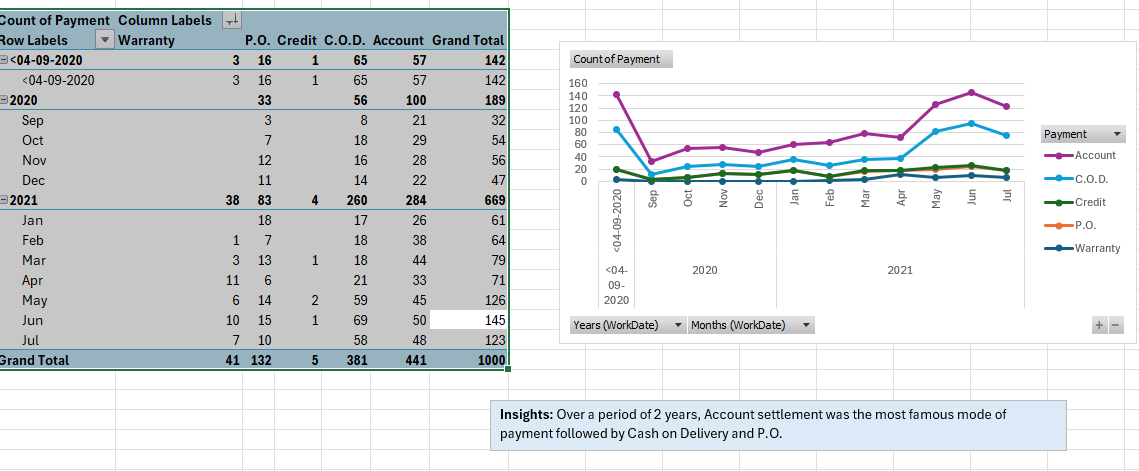 Count of Payment Column Labels
Row Labels Warranty P.O. Credit C.O.D. Account Grand Total
<04-09-2020 3 16 1 65 57 142
<04-09-2020 3 16 1 65 57 142
2020 33 56 100 189
Sep 3 8 21 32
Oct 7 18 29 54
Nov 12 16 28 56
Dec 11 14 22 47
2021 38 83 4 260 284 669
Jan 18 17 26 61
Feb 1 7 18 38 64
Mar 3 13 1 18 44 79
Apr 11 6 21 33 71
May 6 14 2 59 45 126
Jun 10 15 1 69 50 145
Jul 7 10 58 48 123
Grand Total 41 132 5 381 441 1000
Count of Payment
160
140
120
100
80
60
40
20
0
<04-09-2020 Sep Oct Nov Dec Jan Feb Mar Apr May Jun Jul
<04-
09-
2020
2020 2021
Payment
Account
C.O.D.
Credit
P.O.
Warranty
Years (WorkDate) Months (WorkDate)
Insights: Over a period of 2 years, Account settlement was the most famous mode of
payment followed by Cash on Delivery and P.O.